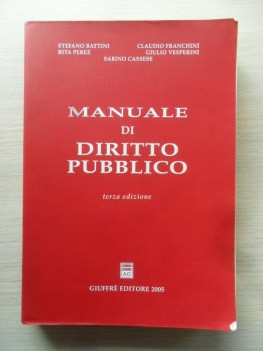 STEFANO BATTINI CLAUDIO FRANCHINI
RITA PEREZ GIULIO VESPERINI
SABINO CASSESE
MANUALE
DI
DIRITTO
PUBBLICO
terza edizione
AG
GIUFFRÈ EDITORE 2005